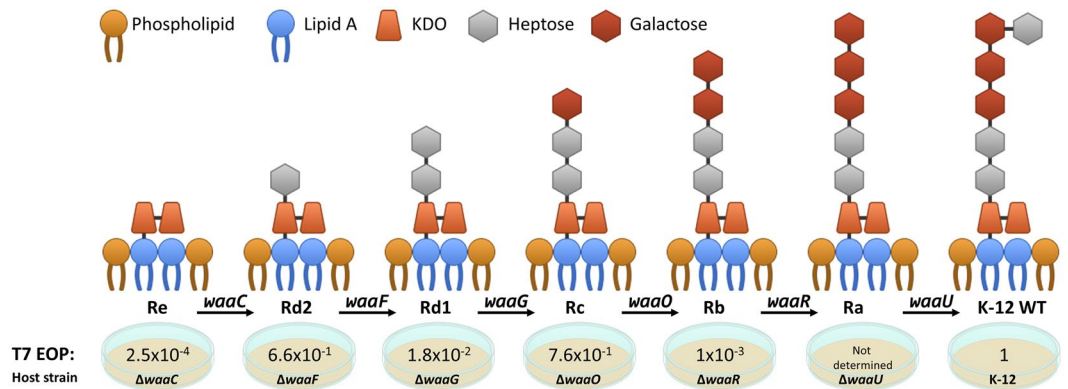 Phospholipid Lipid A KDO Heptose Galactose
Re waaC Rd2 waaF Rd1 waaG Rc waaO Rb waaR Ra waaU K-12 WT
T7 EOP: 2.5x10⁻⁴ 6.6x10⁻¹ 1.8x10⁻² 7.6x10⁻¹ 1x10⁻³ Not determined 1
Host strain ΔwaaC ΔwaaF ΔwaaG ΔwaaO ΔwaaR ΔwaaU K-12